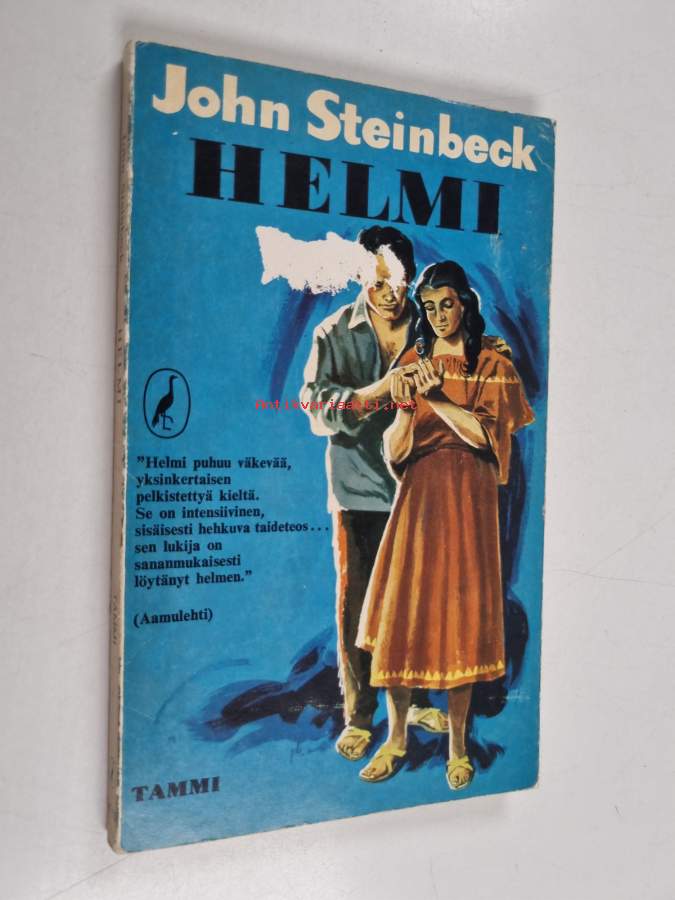 John Steinbeck
HELMI
antikvariaatti.net
"Helmi puhuu väkevää,
yksinkertaisen
pelkistettyä kieltä.
Se on intensiivinen,
sisäisesti hehkuva taideteos...
sen lukija on
sananmukaisesti
löytänyt helmen."
(Aamulehti)
TAMMI
HELMI